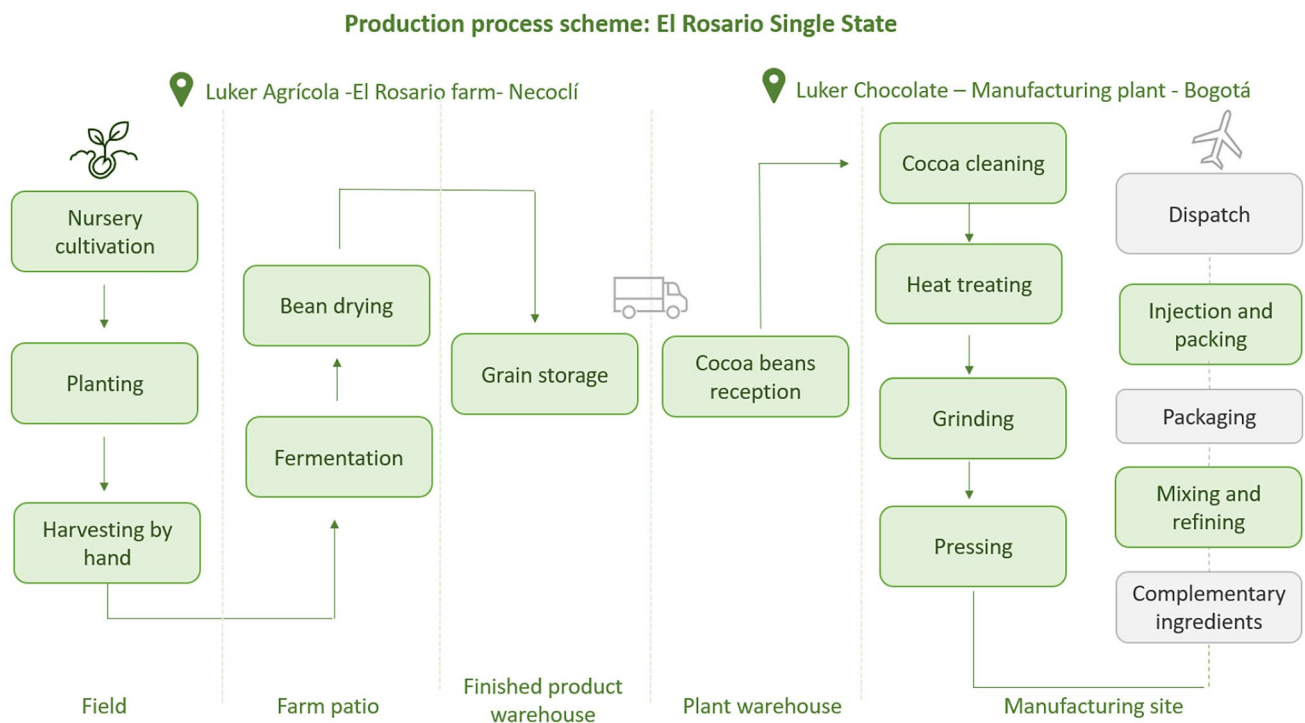 Production process scheme: El Rosario Single State
Luker Agrícola -El Rosario farm- Necoclí
Luker Chocolate – Manufacturing plant - Bogotá
Nursery
cultivation
Planting
Harvesting by
hand
Bean drying
Fermentation
Grain storage
Cocoa beans
reception
Cocoa cleaning
Heat treating
Grinding
Pressing
Dispatch
Injection and
packing
Packaging
Mixing and
refining
Complementary
ingredients
Field
Farm patio
Finished product
warehouse
Plant warehouse
Manufacturing site